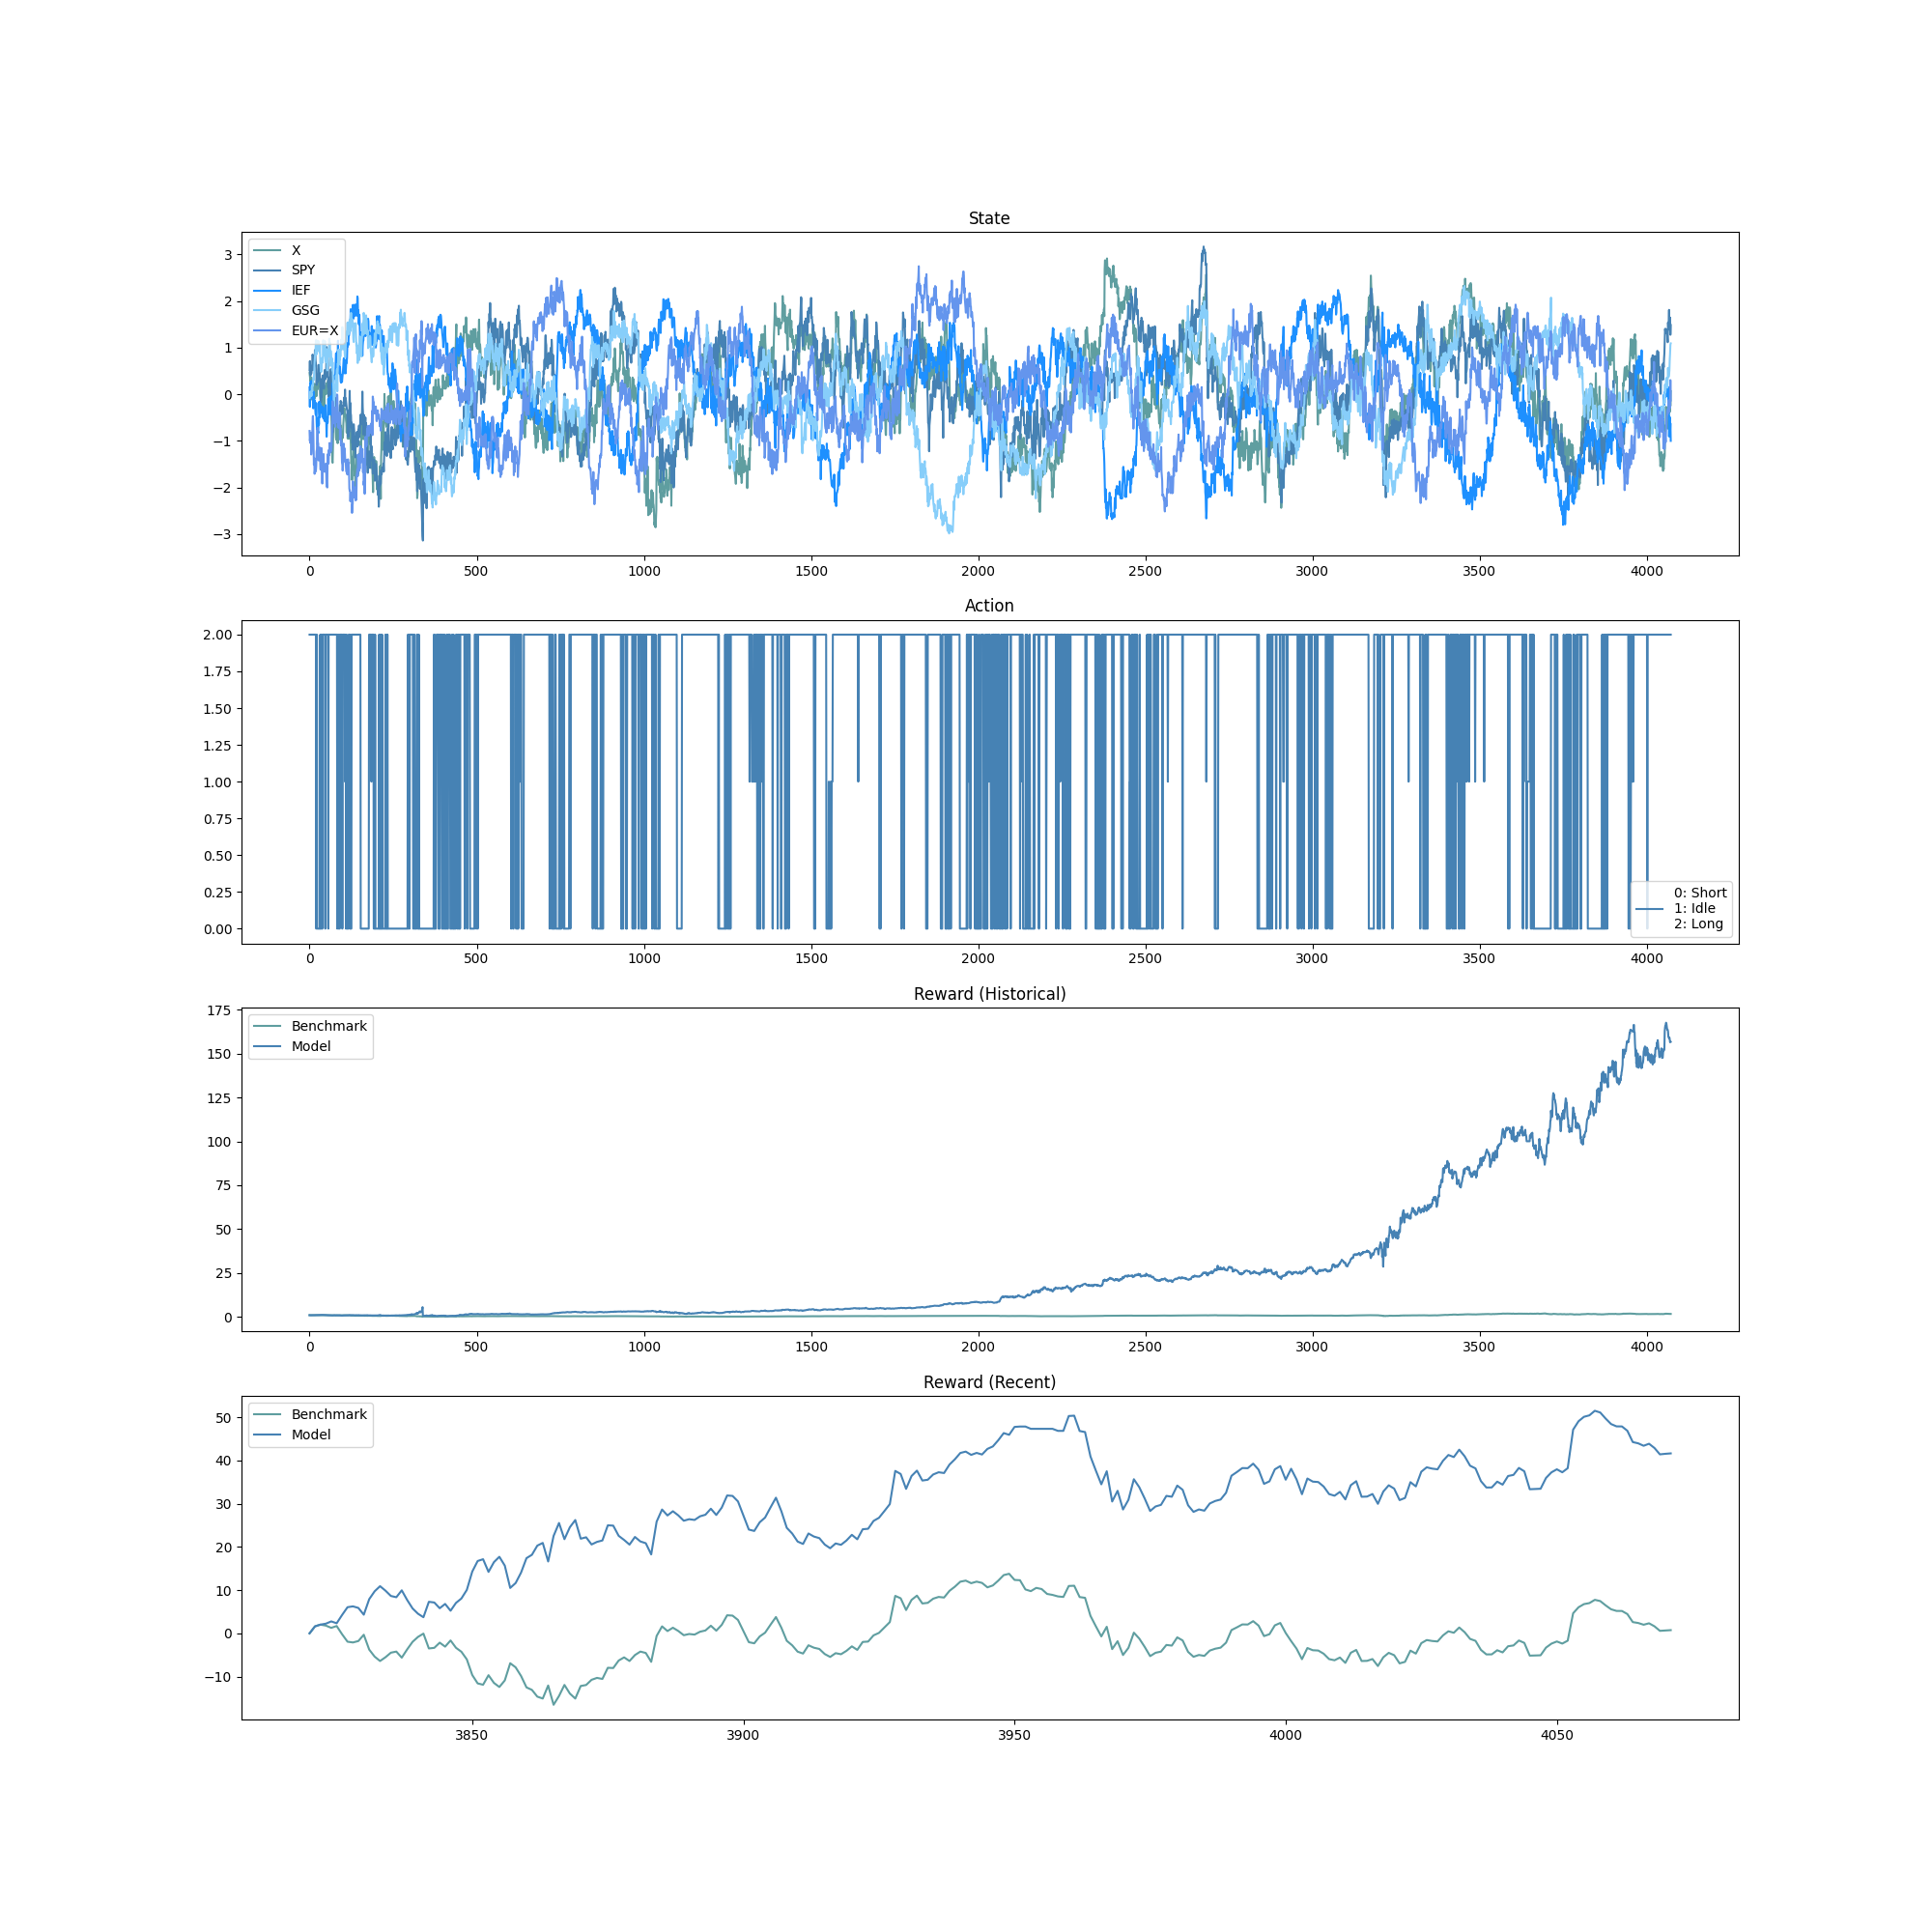 State
3
2
1
0
−1
−2
−3
X
SPY
IEF
GSG
EUR=X
0 500 1000 1500 2000 2500 3000 3500 4000
Action
2.00
1.75
1.50
1.25
1.00
0.75
0.50
0.25
0.00
0: Short
1: Idle
2: Long
0 500 1000 1500 2000 2500 3000 3500 4000
Reward (Historical)
175
150
125
100
75
50
25
0
Benchmark
Model
0 500 1000 1500 2000 2500 3000 3500 4000
Reward (Recent)
50
40
30
20
10
0
−10
Benchmark
Model
3850 3900 3950 4000 4050